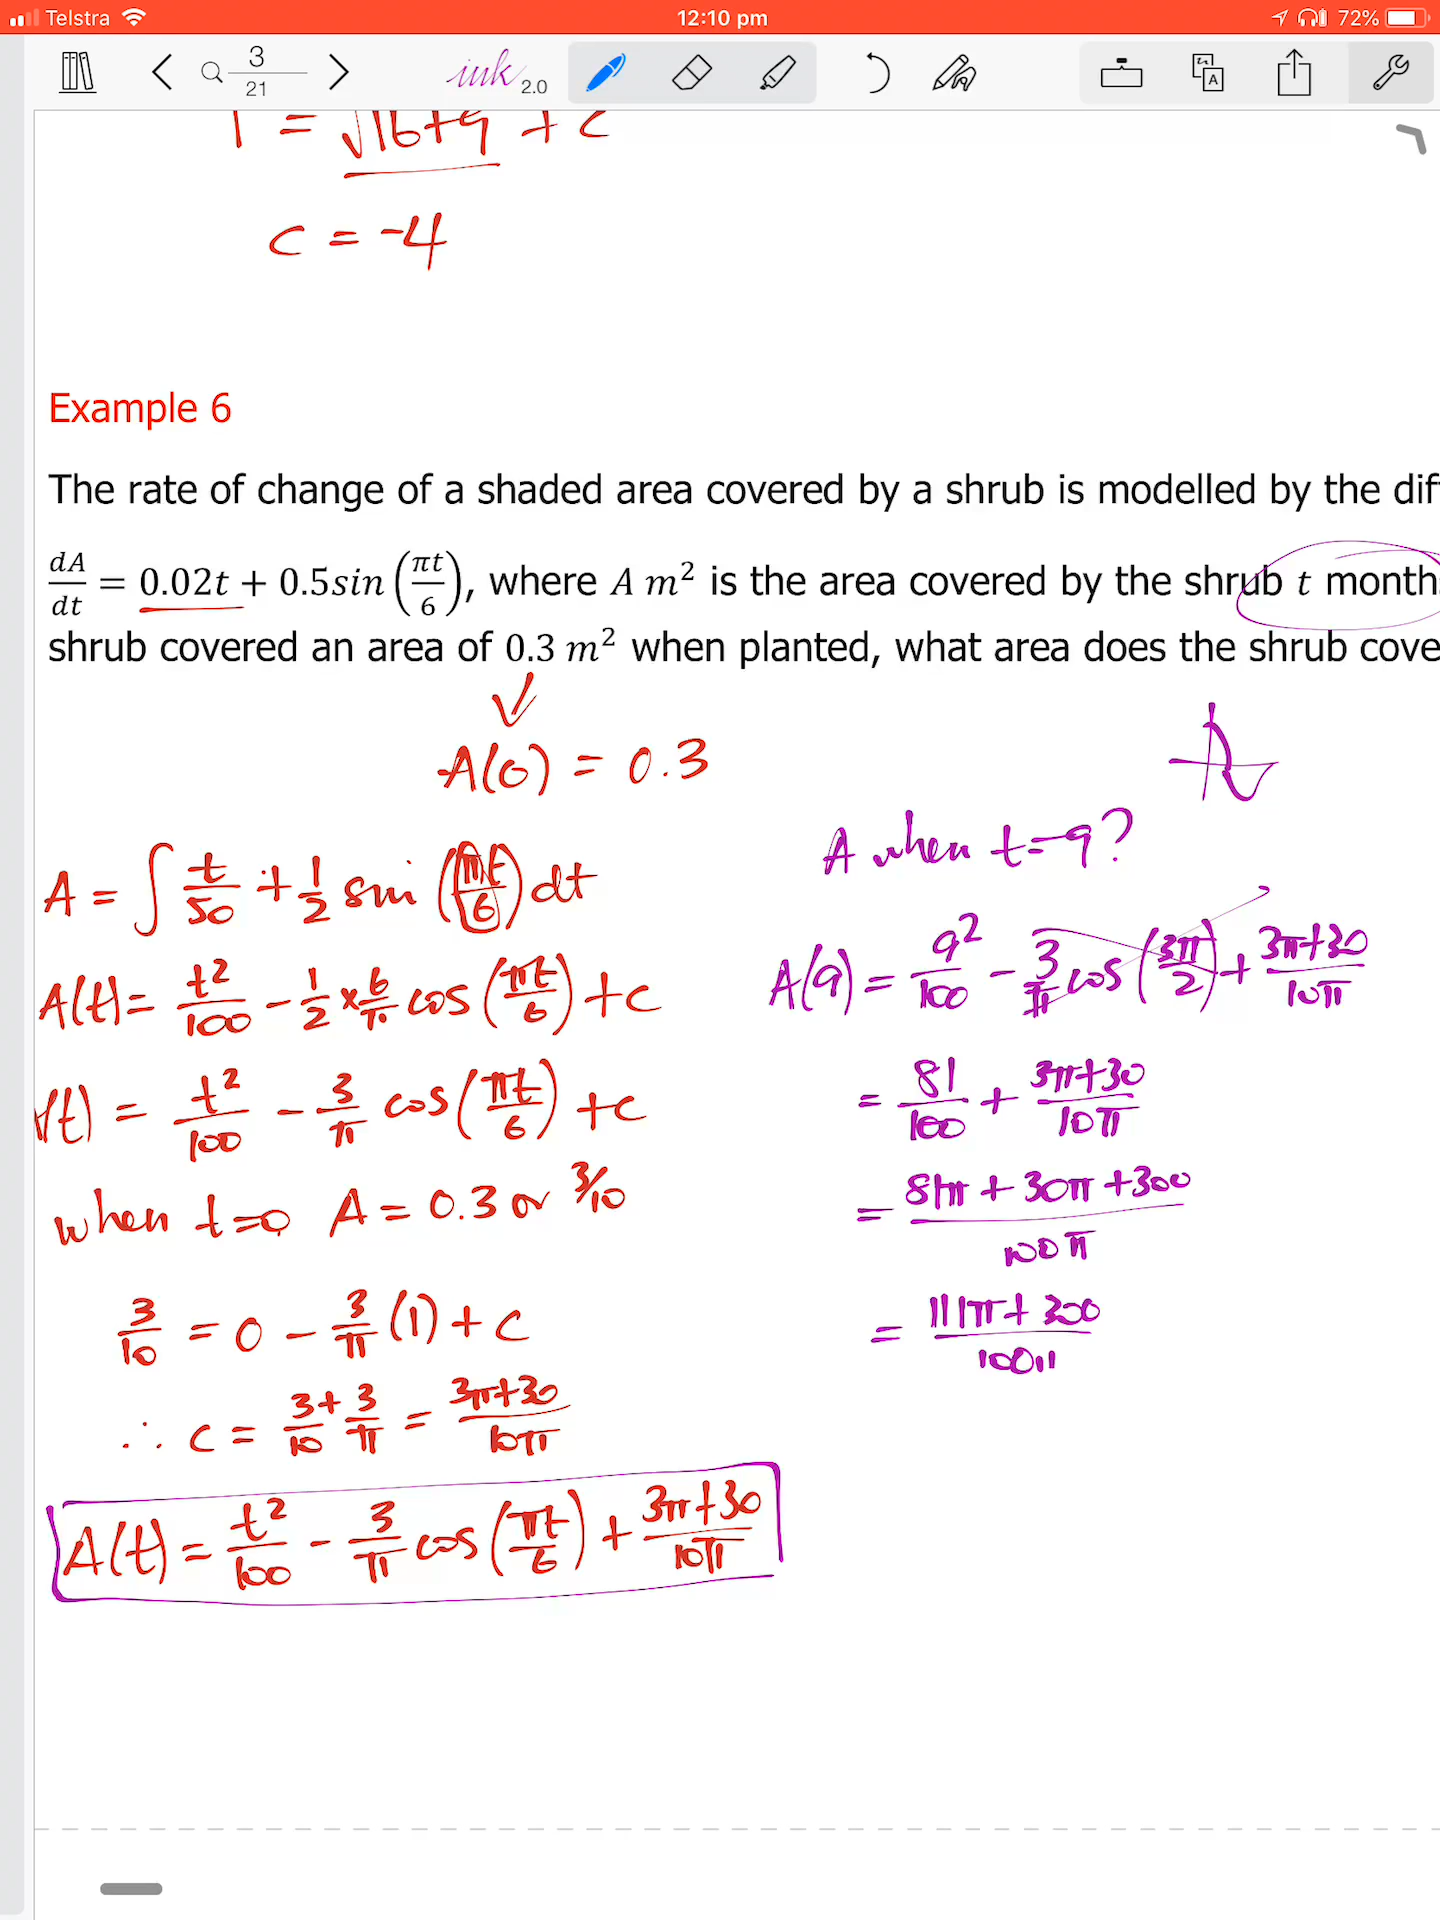 Telstra 12:10 pm 72%
3
21
ink 2.0
1 = √16+9 + c
c = -4
Example 6
The rate of change of a shaded area covered by a shrub is modelled by the dif
dA/dt = 0.02t + 0.5sin (πt/6), where A m² is the area covered by the shrub t month
shrub covered an area of 0.3 m² when planted, what area does the shrub cove
A(0) = 0.3
A = ∫ t/50 + 1/2 sin (πt/6) dt
A(t) = t²/100 - 1/2 × 6/π cos (πt/6) + c
(t) = t²/100 - 3/π cos (πt/6) + c
when t=0 A = 0.3 or 3/10
3/10 = 0 - 3/π (1) + c
∴ c = 3/10 + 3/π = 3π+30/10π
A(t) = t²/100 - 3/π cos (πt/6) + 3π+30/10π
A when t=9?
A(9) = 9²/100 - 3/π cos (3π/2) + 3π+30/10π
= 81/100 + 3π+30/10π
= 81π + 30π + 300/100π
= 111π + 300/100π